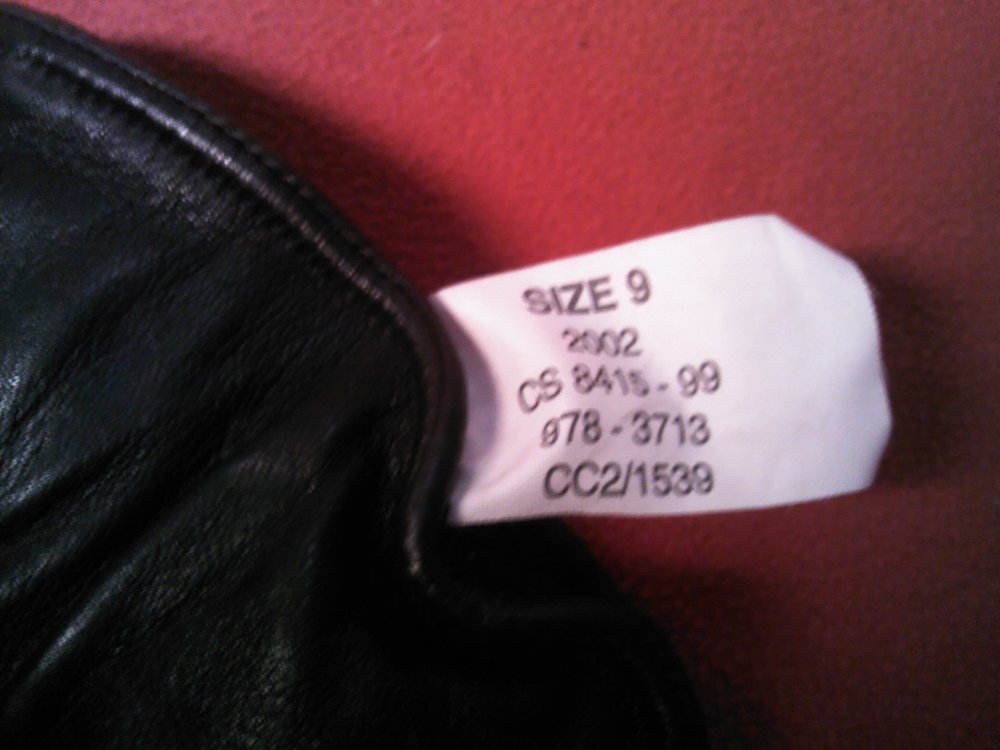 SIZE 9
2002
CS 8415 - 99
978 - 3713
CC2/1539